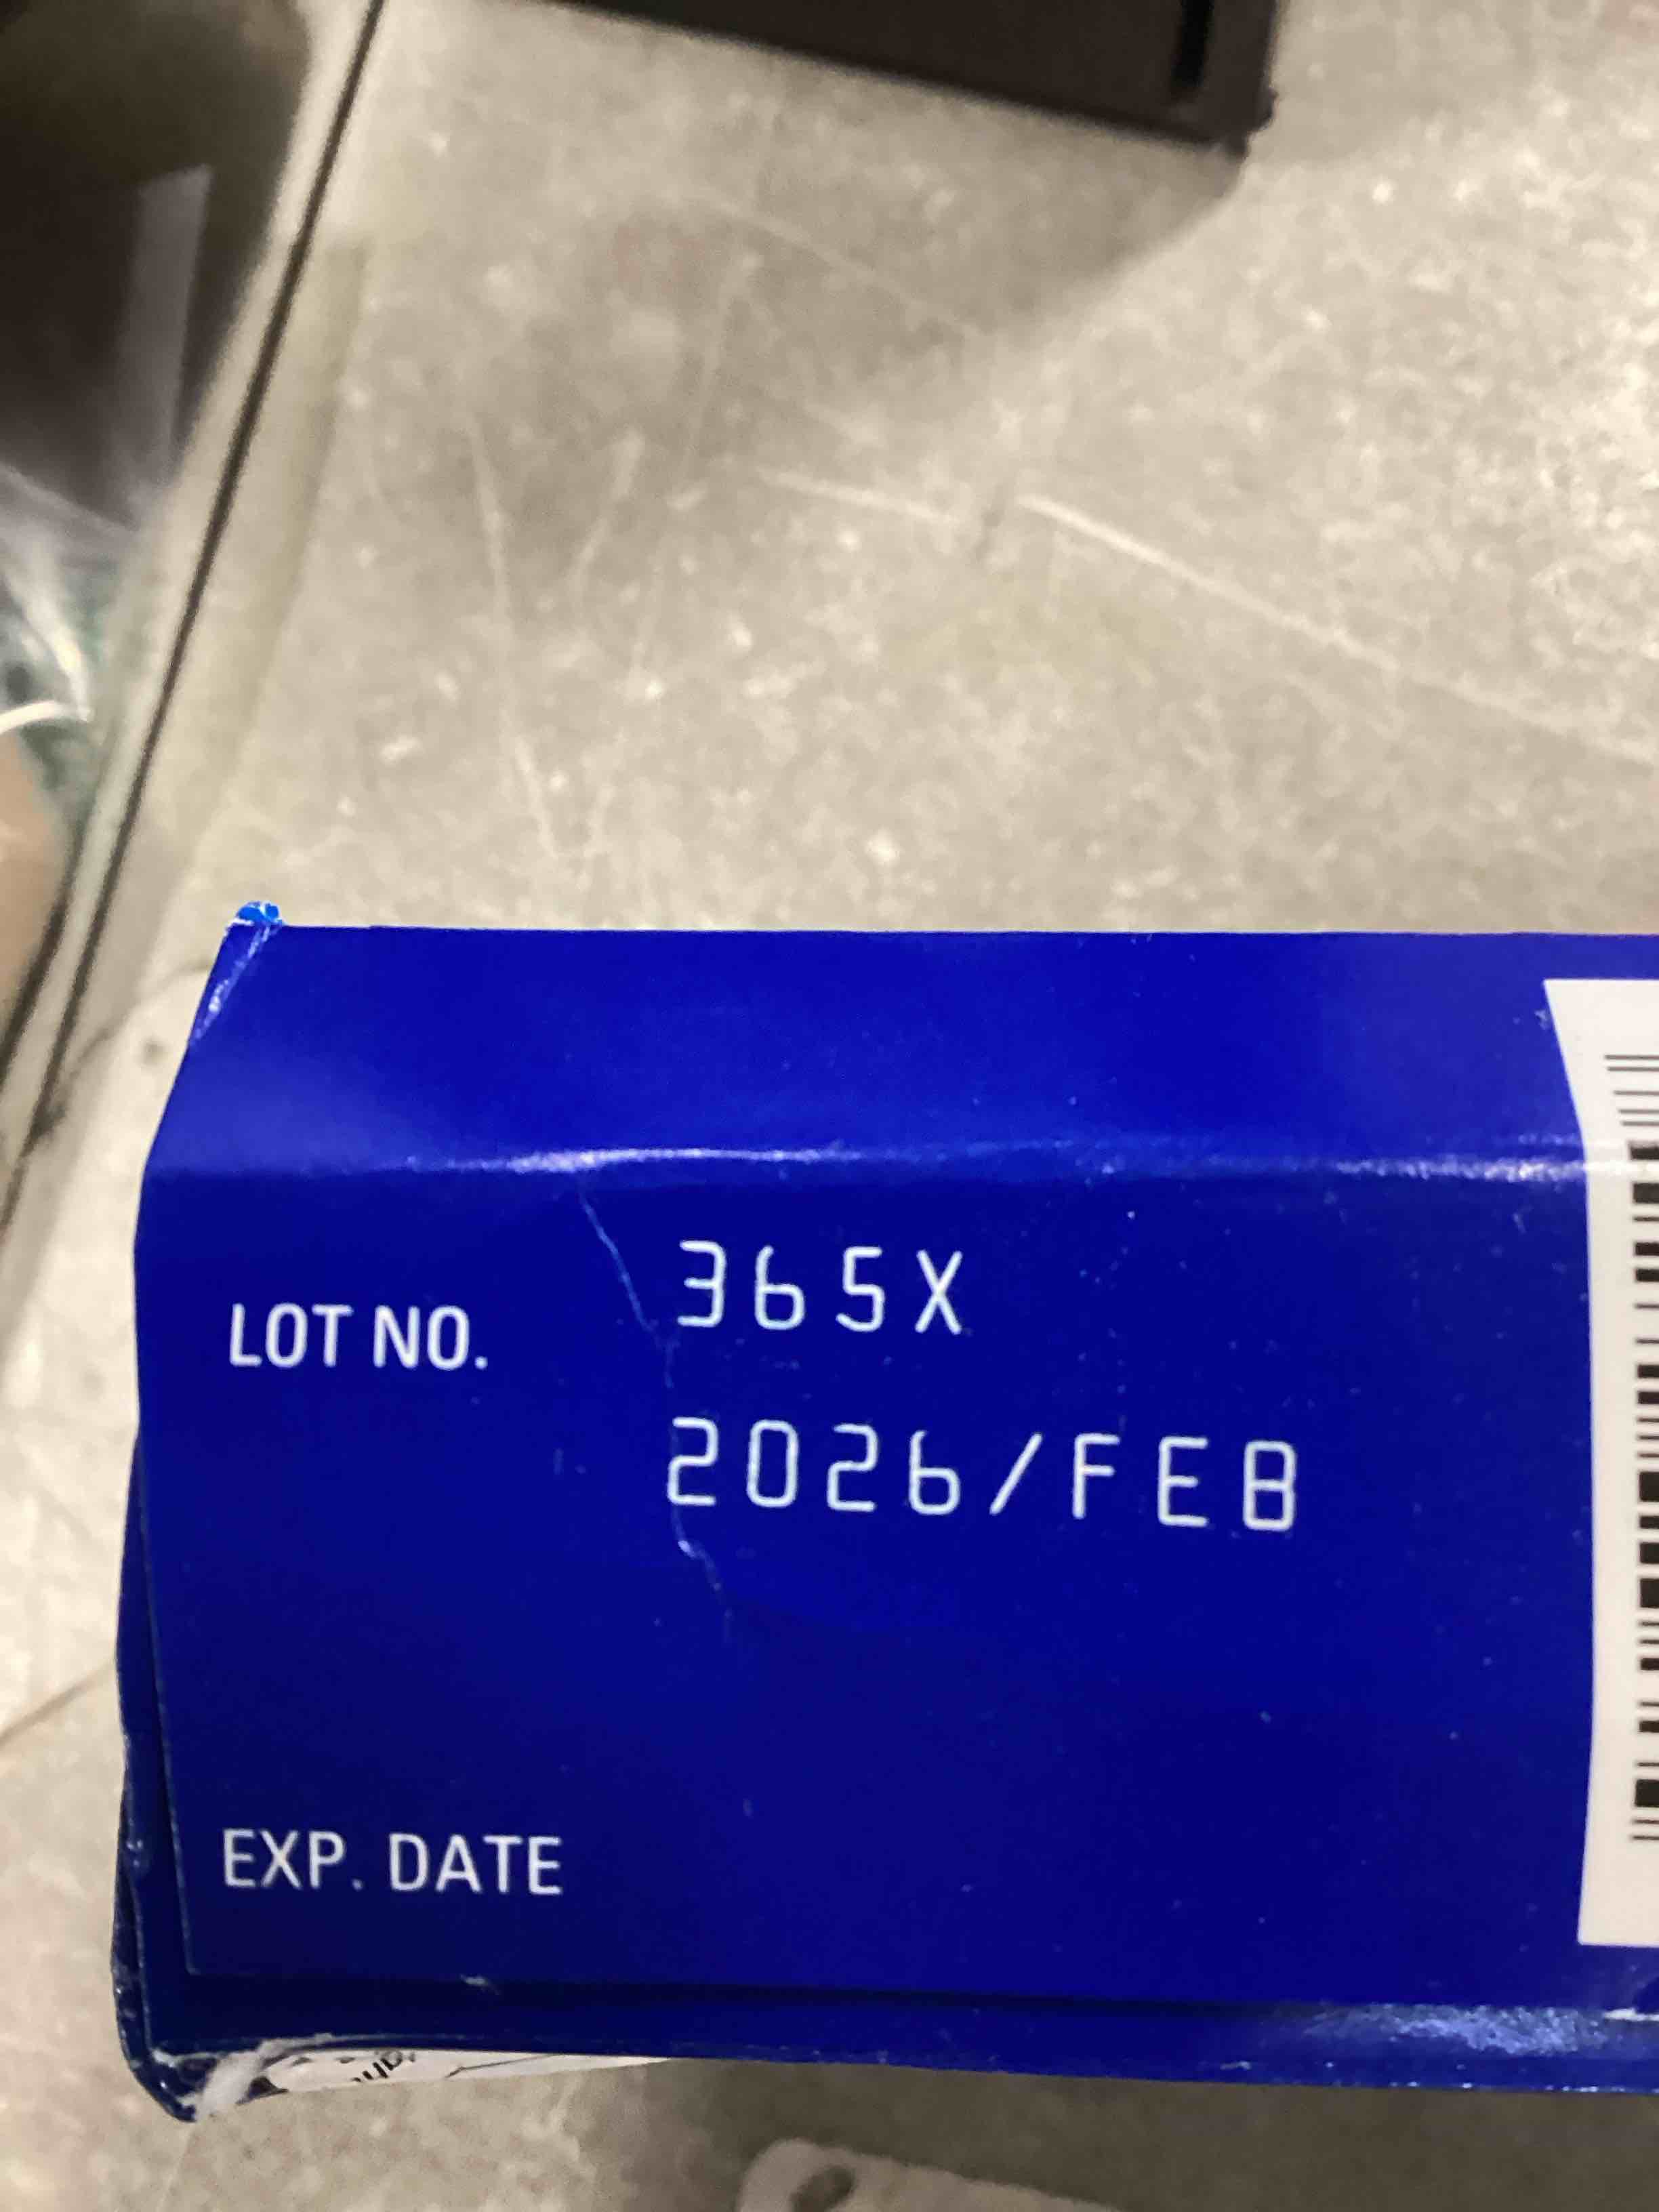 365X
LOT NO.
2026/FEB
EXP. DATE